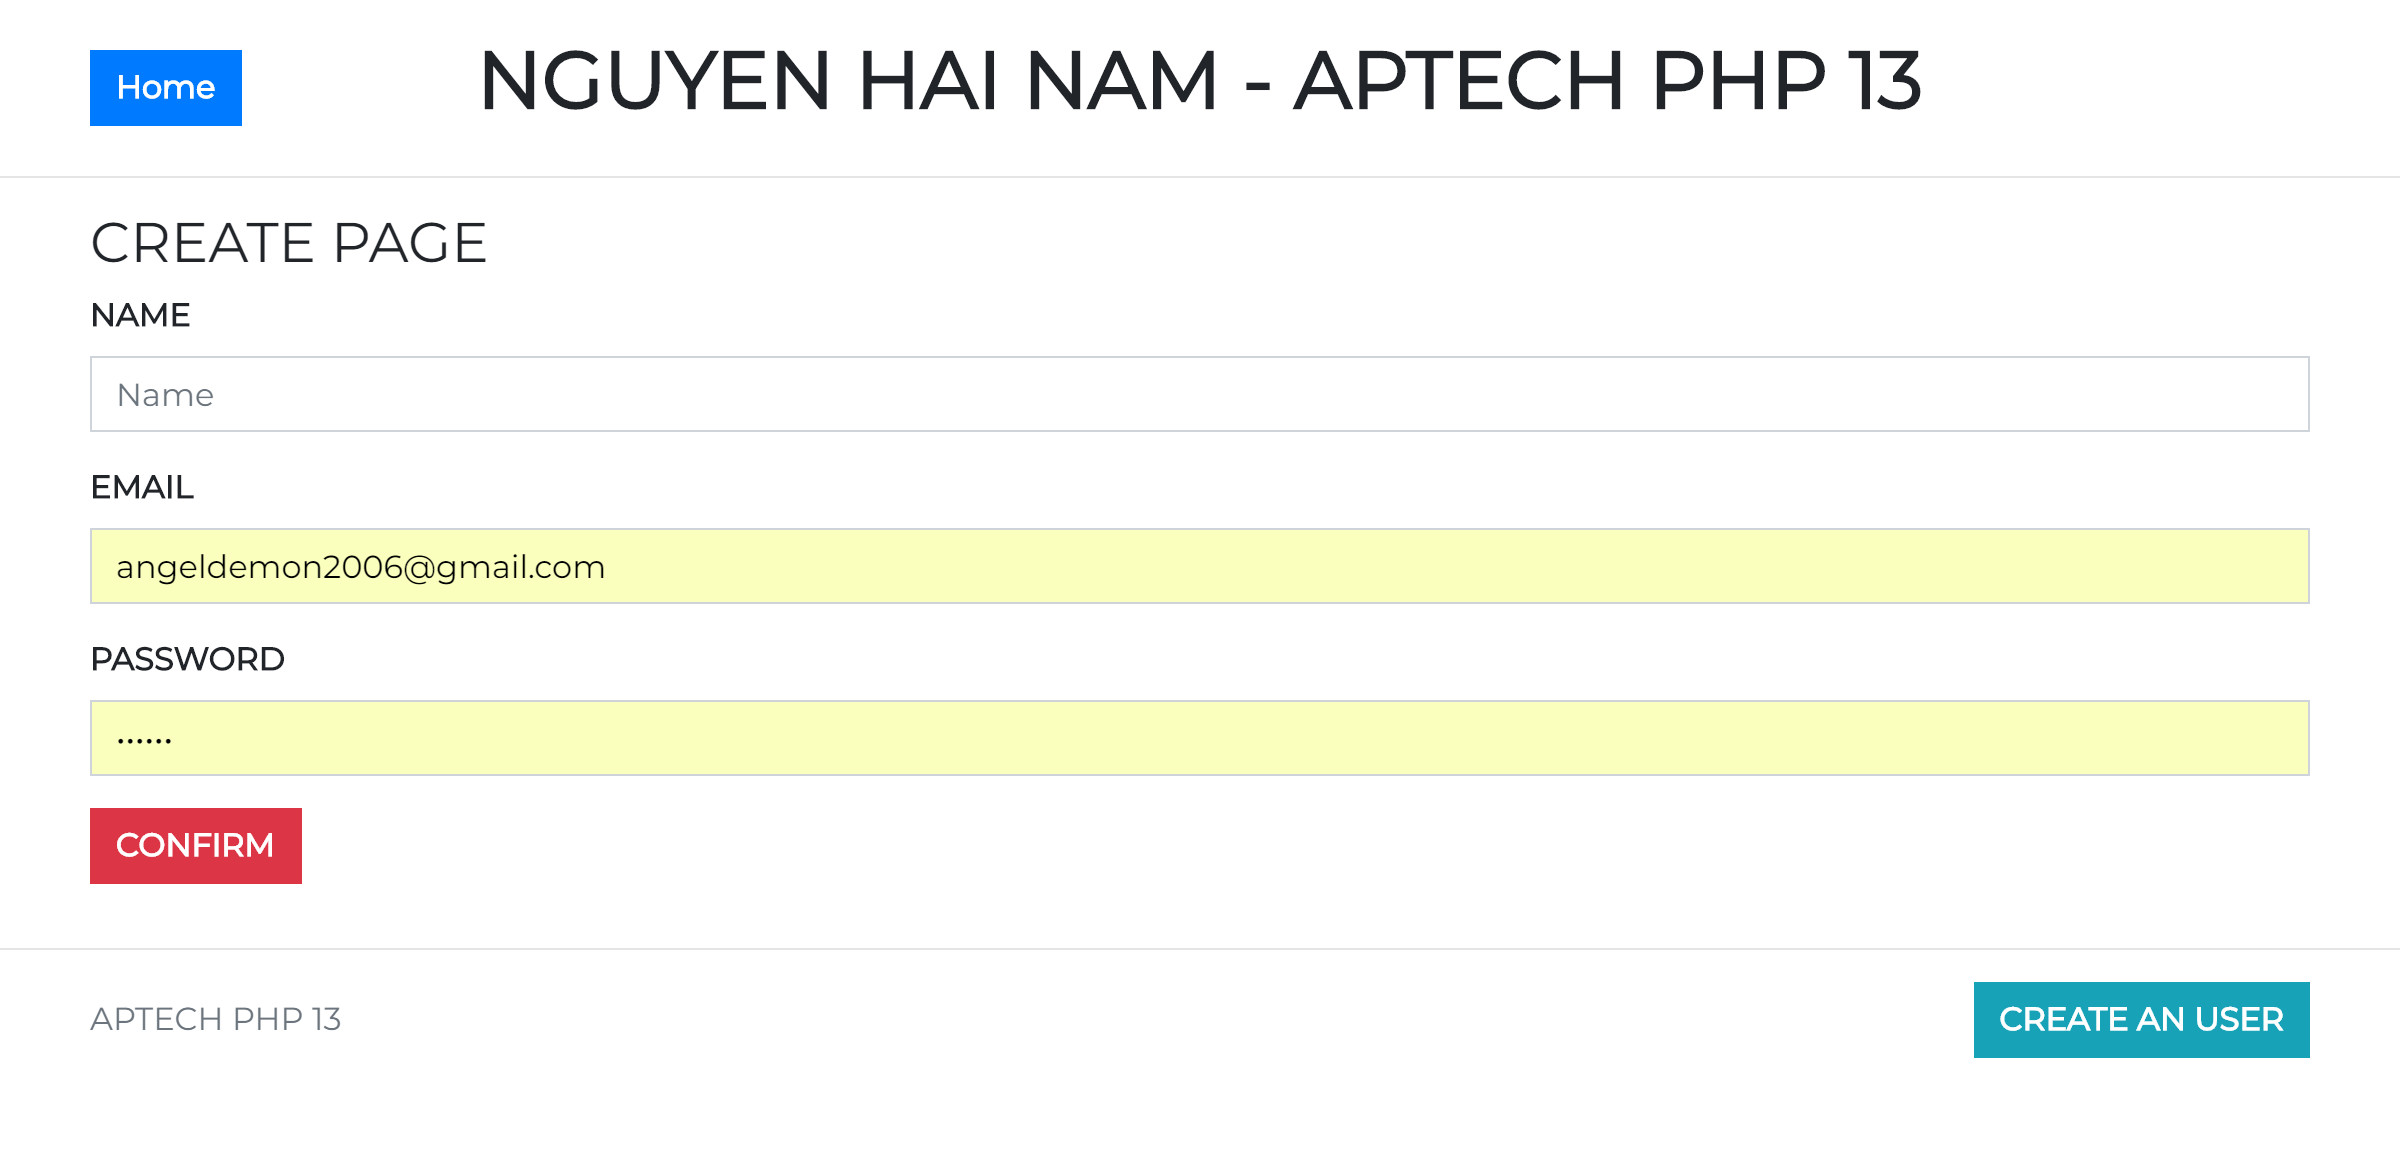 Home
NGUYEN HAI NAM - APTECH PHP 13
CREATE PAGE
NAME
Name
EMAIL
angeldemon2006@gmail.com
PASSWORD
••••••
CONFIRM
APTECH PHP 13
CREATE AN USER